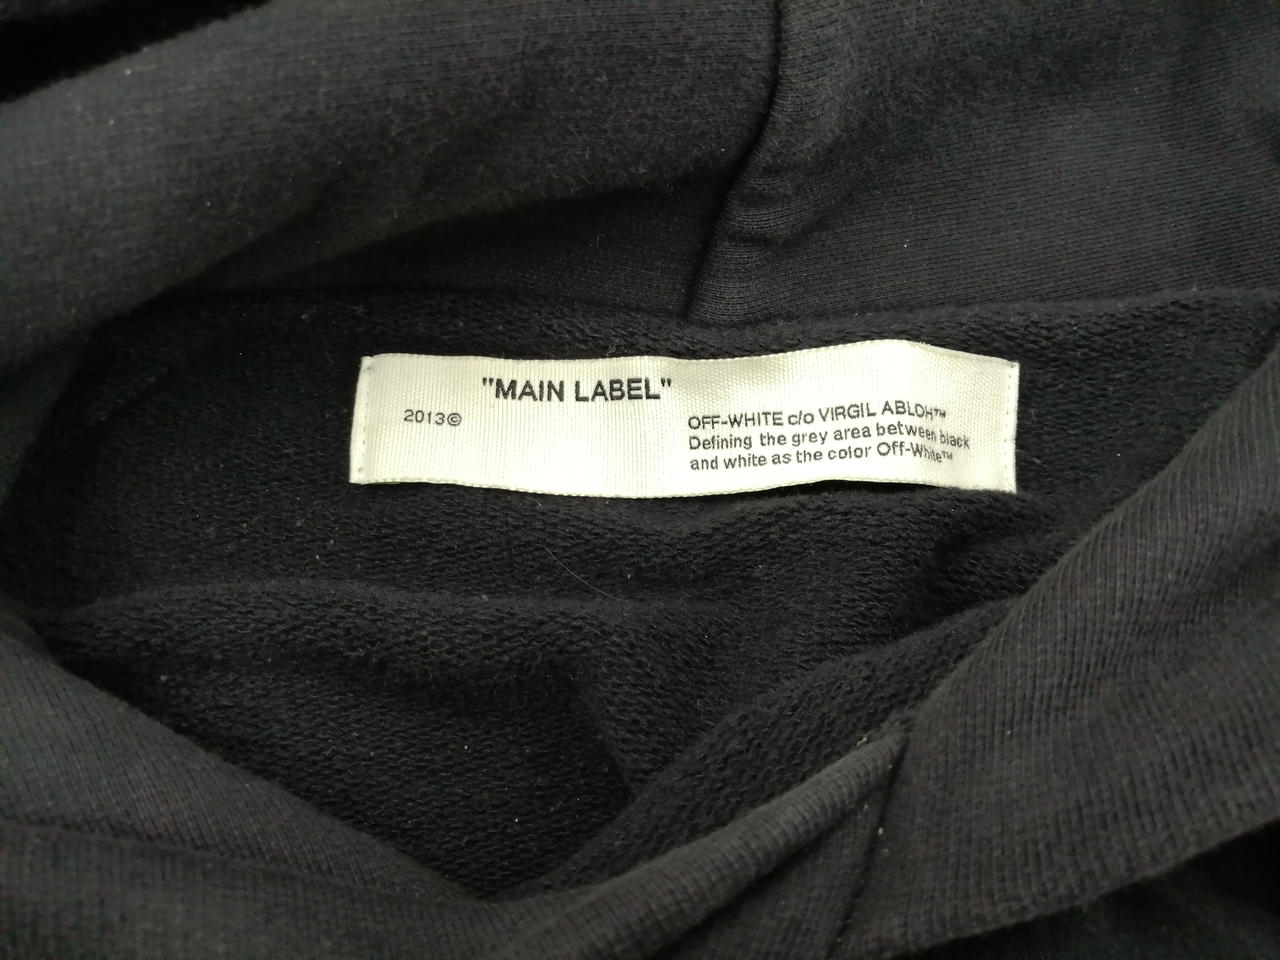 "MAIN LABEL"
2013©
OFF-WHITE c/o VIRGIL ABLOH™
Defining the grey area between black
and white as the color Off-White™